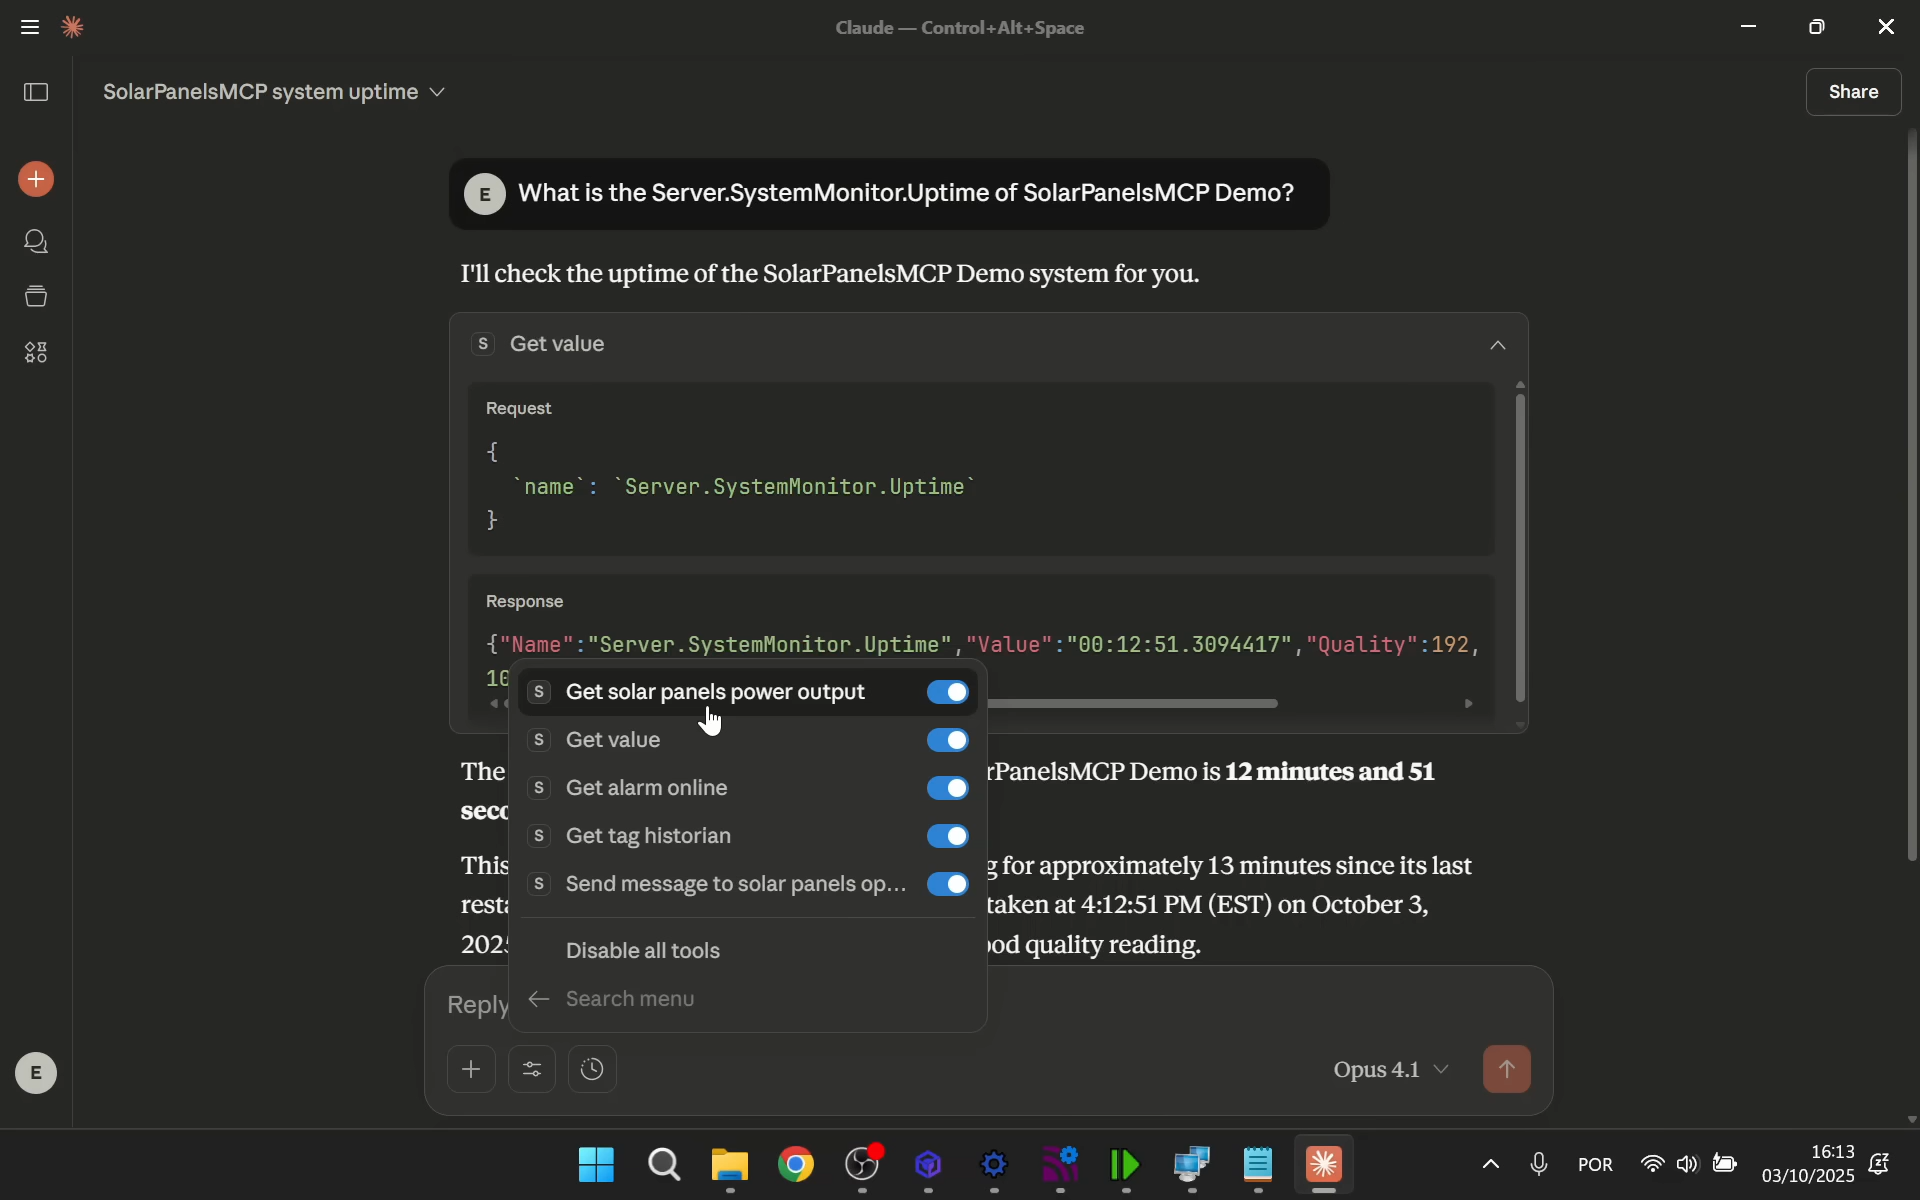 Claude — Control+Alt+Space
SolarPanelsMCP system uptime
Share
E
What is the Server.SystemMonitor.Uptime of SolarPanelsMCP Demo?
I'll check the uptime of the SolarPanelsMCP Demo system for you.
S Get value
Request
{
`name`: `Server.SystemMonitor.Uptime`
}
Response
{"Name":"Server.SystemMonitor.Uptime","Value":"00:12:51.3094417","Quality":192,
10
S Get solar panels power output
S Get value
S Get alarm online
S Get tag historian
S Send message to solar panels op...
Disable all tools
Search menu
The rPanelsMCP Demo is 12 minutes and 51
seco
This g for approximately 13 minutes since its last
resta taken at 4:12:51 PM (EST) on October 3,
2025 od quality reading.
Reply
Opus 4.1
E
POR
16:13
03/10/2025